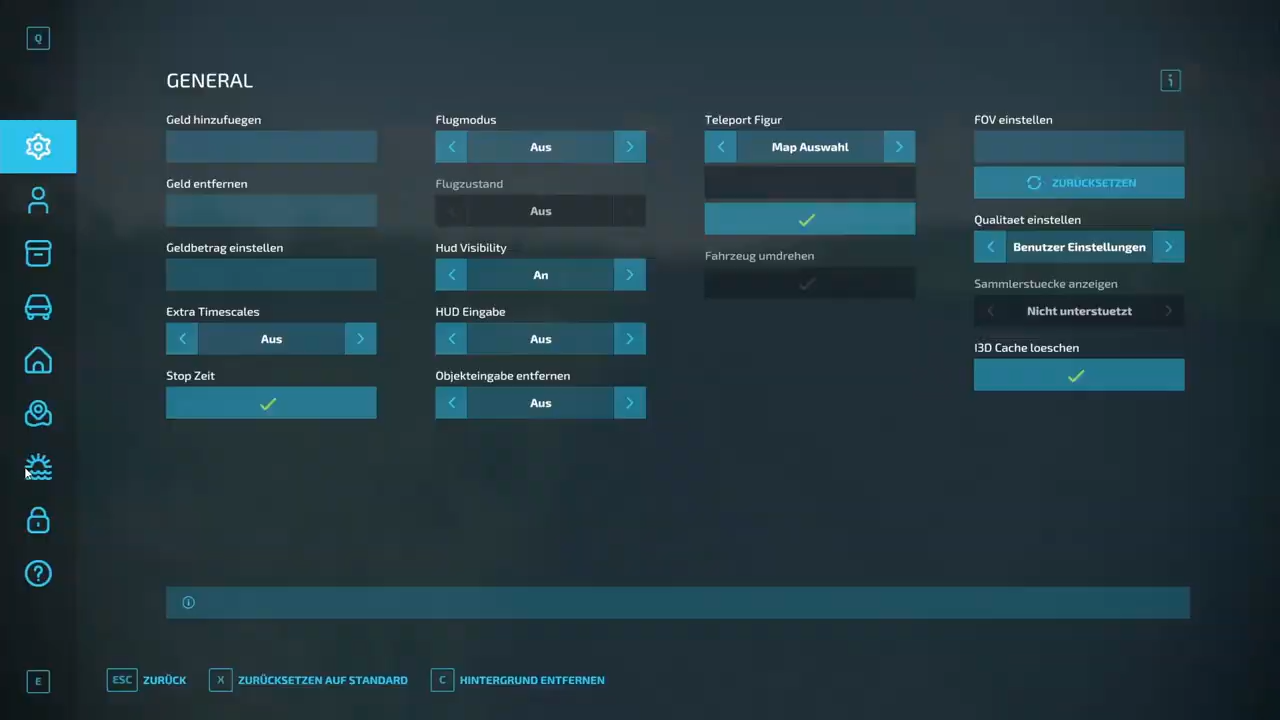 Q
GENERAL
Geld hinzufuegen
Geld entfernen
Geldbetrag einstellen
Extra Timescales
Aus
Stop Zeit
Flugmodus
Aus
Flugzustand
Aus
Hud Visibility
An
HUD Eingabe
Aus
Objekteingabe entfernen
Aus
Teleport Figur
Map Auswahl
Fahrzeug umdrehen
FOV einstellen
ZURÜCKSETZEN
Qualitaet einstellen
Benutzer Einstellungen
Sammlerstuecke anzeigen
Nicht unterstuetzt
I3D Cache loeschen
E
ESC ZURÜCK X ZURÜCKSETZEN AUF STANDARD C HINTERGRUND ENTFERNEN